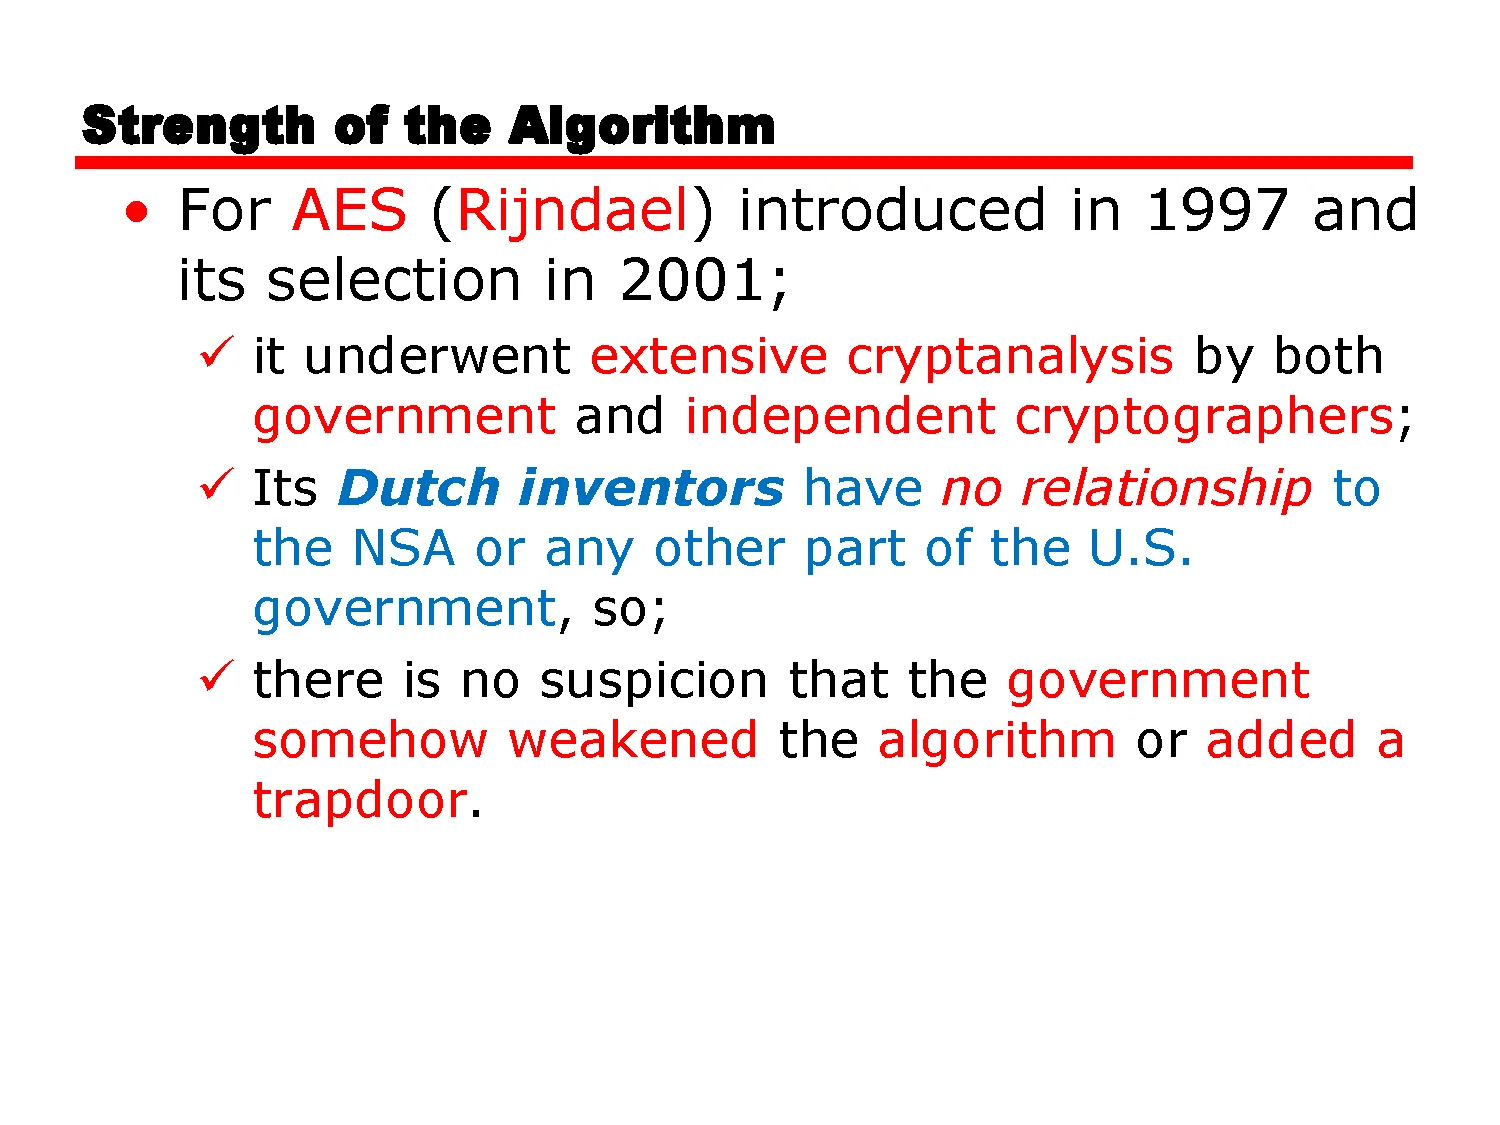 Strength of the Algorithm
• For AES (Rijndael) introduced in 1997 and
its selection in 2001;
✓ it underwent extensive cryptanalysis by both
government and independent cryptographers;
✓ Its Dutch inventors have no relationship to
the NSA or any other part of the U.S.
government, so;
✓ there is no suspicion that the government
somehow weakened the algorithm or added a
trapdoor.